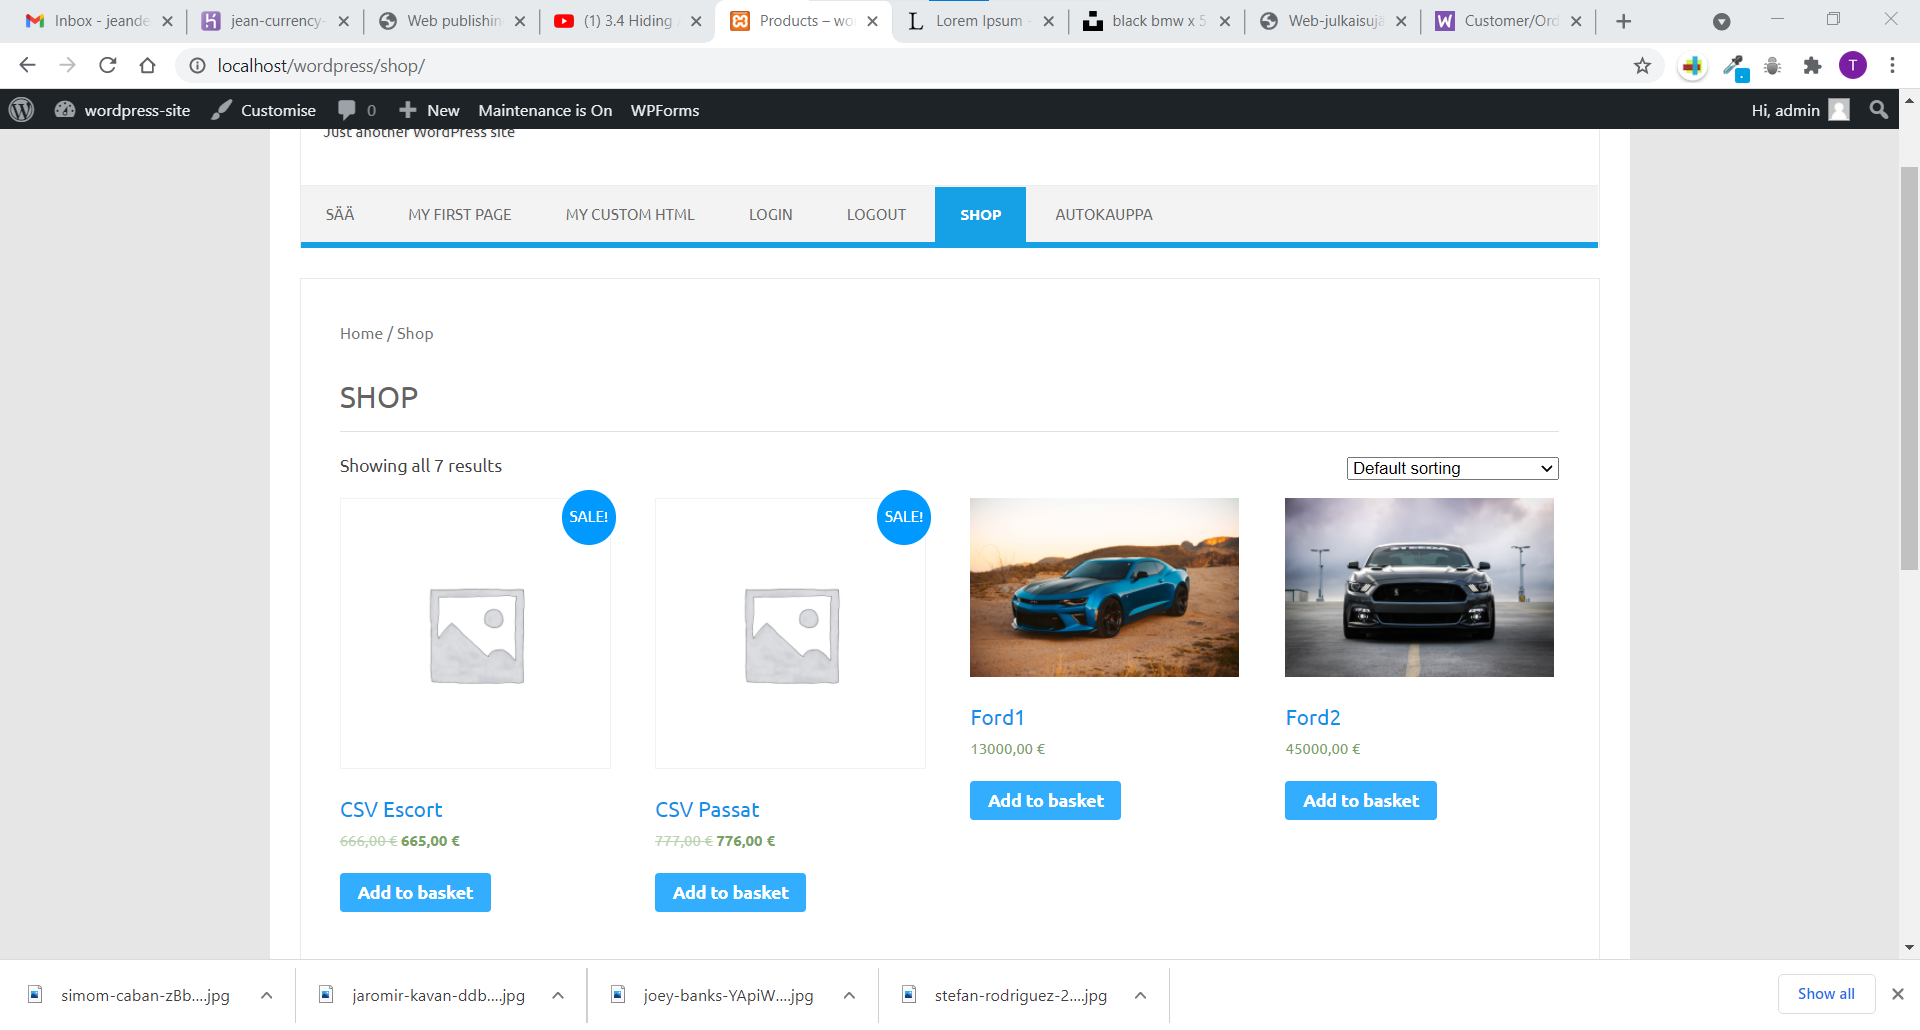 Inbox - jeande
jean-currency-
Web publishin
(1) 3.4 Hiding
Products – wo
Lorem Ipsum -
black bmw x 5
Web-julkaisujä
Customer/Ord
localhost/wordpress/shop/
T
wordpress-site
Customise
0
New
Maintenance is On
WPForms
Hi, admin
Just another WordPress site
SÄÄ
MY FIRST PAGE
MY CUSTOM HTML
LOGIN
LOGOUT
SHOP
AUTOKAUPPA
Home / Shop
SHOP
Showing all 7 results
Default sorting
SALE!
SALE!
STEEDA
CSV Escort
666,00 € 665,00 €
Add to basket
CSV Passat
777,00 € 776,00 €
Add to basket
Ford1
13000,00 €
Add to basket
Ford2
45000,00 €
Add to basket
simom-caban-zBb....jpg
jaromir-kavan-ddb....jpg
joey-banks-YApiW....jpg
stefan-rodriguez-2....jpg
Show all